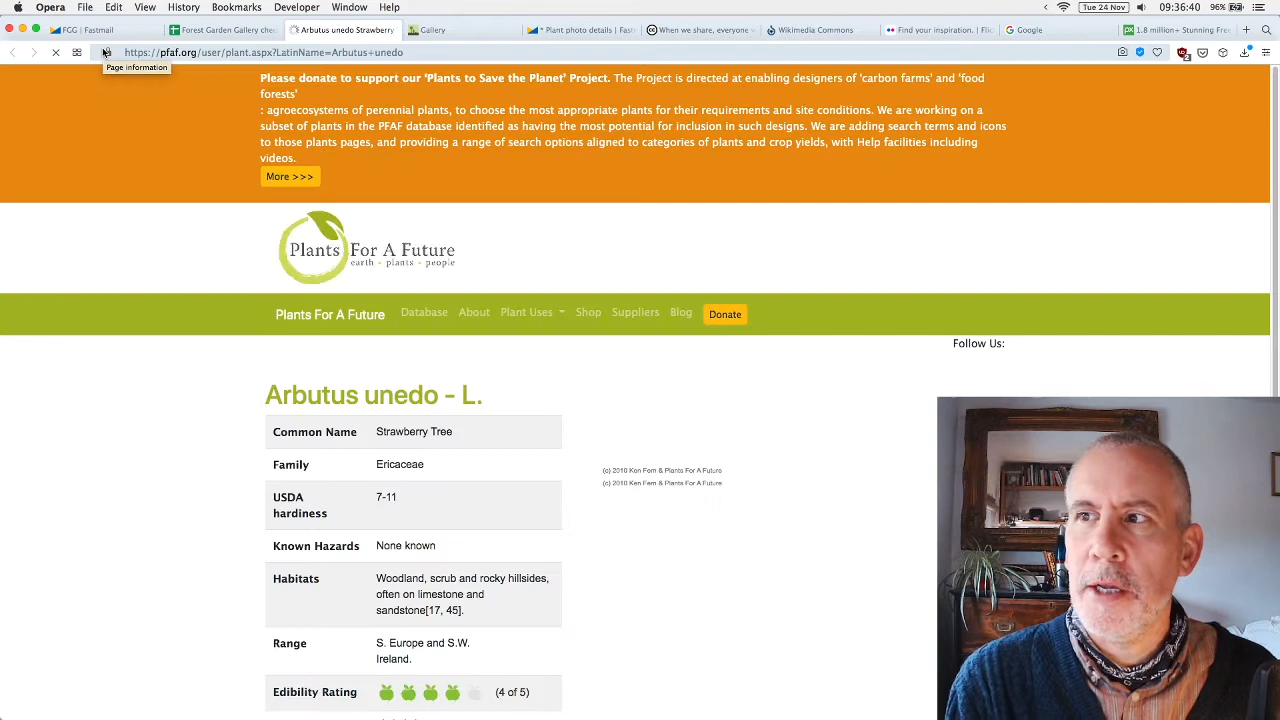 Opera File Edit View History Bookmarks Developer Window Help Tue 24 Nov 09:36:40 96%
FGG | Fastmail Forest Garden Gallery chec Arbutus unedo Strawberry Gallery * Plant photo details | - When we share, everyone Wikimedia Commons Find your inspiration. | Fli Google 1.8 million+ Stunning Free
https://pfaf.org/user/plant.aspx?LatinName=Arbutus+unedo
Page information
Please donate to support our ‘Plants to Save the Planet’ Project. The Project is directed at enabling designers of ‘carbon farms’ and ‘food
forests’
: agroecosystems of perennial plants, to choose the most appropriate plants for their requirements and site conditions. We are working on a
subset of plants in the PFAF database identified as having the most potential for inclusion in such designs. We are adding search terms and icons
to those plants pages, and providing a range of search options aligned to categories of plants and crop yields, with Help facilities including
videos.
More >>>
Plants For A Future
earth - plants - people
Plants For A Future Database About Plant Uses Shop Suppliers Blog Donate
Follow Us:
Arbutus unedo - L.
Common Name Strawberry Tree
Family Ericaceae
USDA 7-11
hardiness
Known Hazards None known
Habitats Woodland, scrub and rocky hillsides,
often on limestone and
sandstone[17, 45].
Range S. Europe and S.W.
Ireland.
Edibility Rating (4 of 5)
(c) 2010 Ken Fern & Plants For A Future
(c) 2010 Ken Fern & Plants For A Future